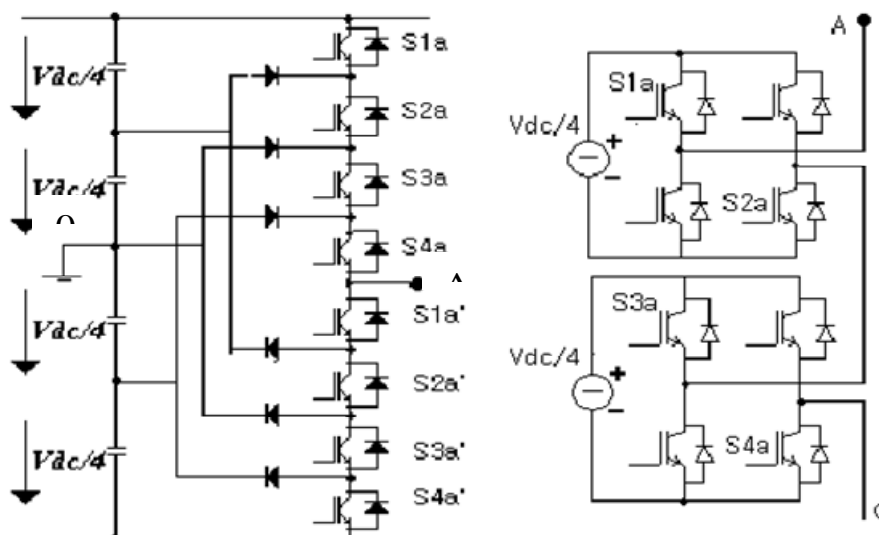 Vdc/4
Vdc/4
Vdc/4
Vdc/4
S1a
S2a
S3a
S4a
S1a'
S2a'
S3a'
S4a'
A
S1a
Vdc/4
+
−
−
S2a
S3a
Vdc/4
+
−
−
S4a